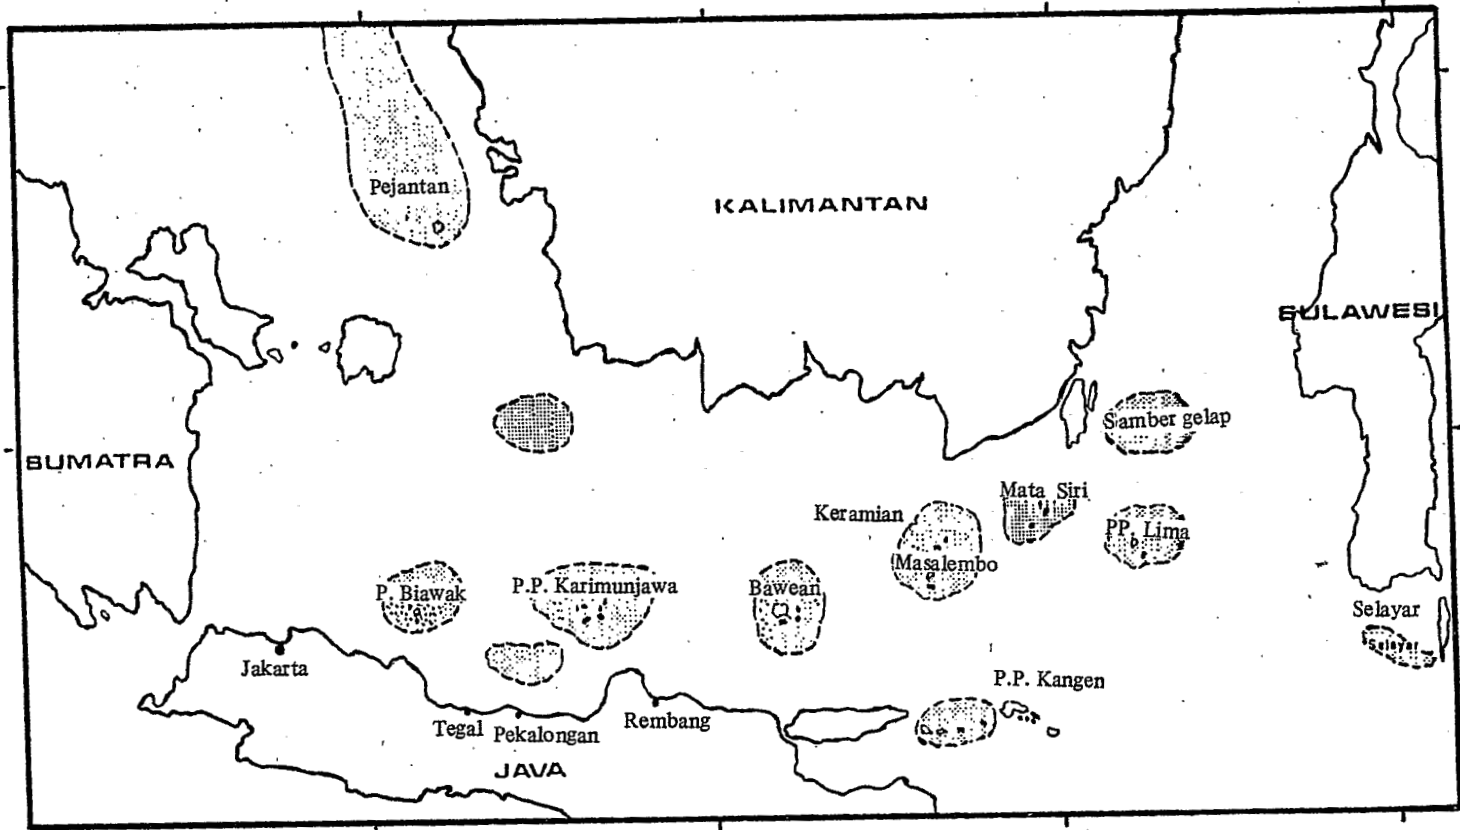 Pejantan
KALIMANTAN
SULAWESI
Samber gelap
SUMATRA
Mata Siri
Keramian
PP. Lima
Masalembo
P. Biawak
P.P. Karimunjawa
Bawean
Selayar
Selayar
Jakarta
P.P. Kangen
Tegal
Pekalongan
Rembang
JAVA